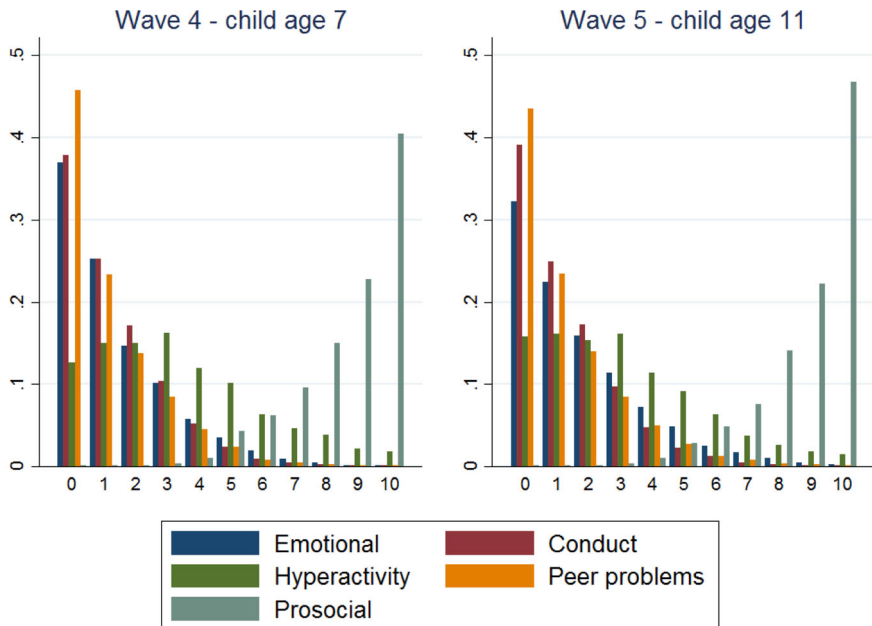 Wave 4 - child age 7
Wave 5 - child age 11
.5
.4
.3
.2
.1
0
0 1 2 3 4 5 6 7 8 9 10
.5
.4
.3
.2
.1
0
0 1 2 3 4 5 6 7 8 9 10
Emotional
Conduct
Hyperactivity
Peer problems
Prosocial